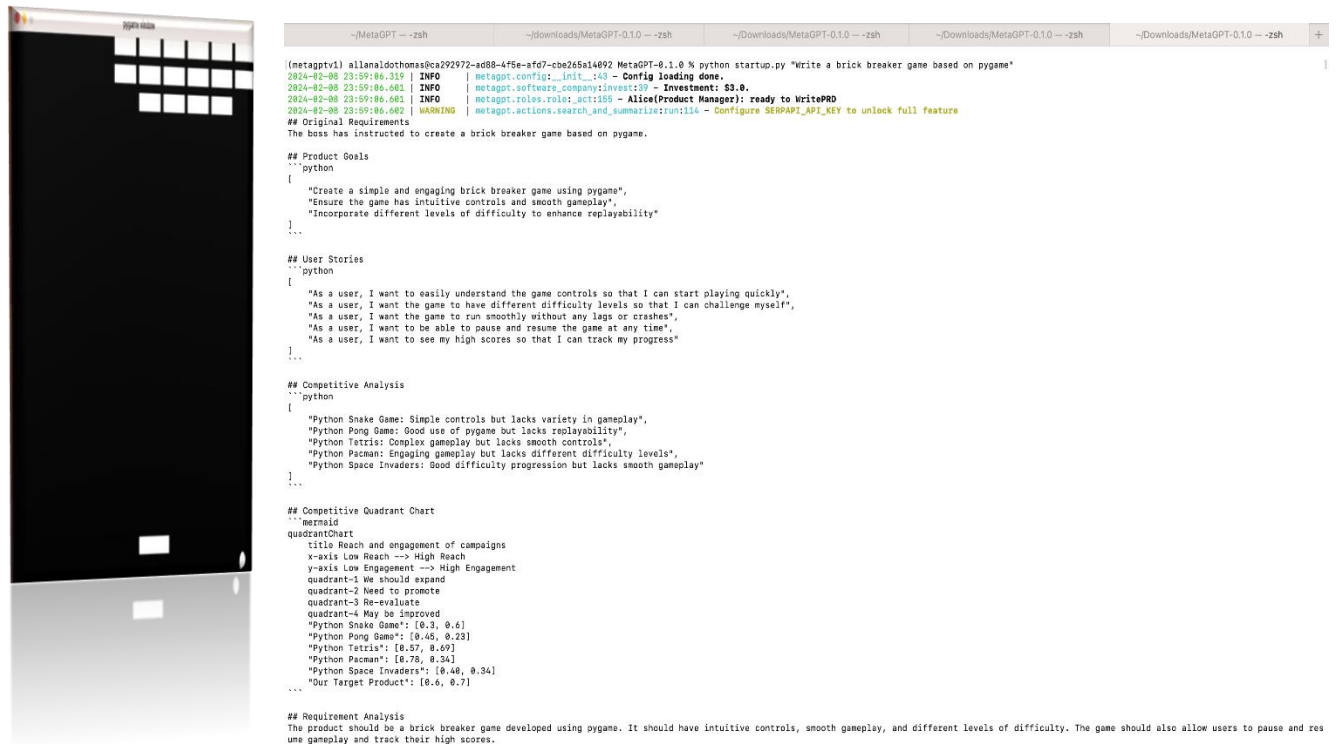 pygame window
~/MetaGPT — -zsh
~/downloads/MetaGPT-0.1.0 — -zsh
~/Downloads/MetaGPT-0.1.0 — -zsh
~/Downloads/MetaGPT-0.1.0 — -zsh
~/Downloads/MetaGPT-0.1.0 — -zsh
+
(metagptv1) allanaldothomas@ca292972-ad88-4f5e-afd7-cbe265a14092 MetaGPT-0.1.0 % python startup.py "Write a brick breaker game based on pygame"
2024-02-08 23:59:06.319 | INFO | metagpt.config:__init__:43 – Config loading done.
2024-02-08 23:59:06.601 | INFO | metagpt.software_company:invest:39 – Investment: $3.0.
2024-02-08 23:59:06.601 | INFO | metagpt.roles.role:_act:155 – Alice(Product Manager): ready to WritePRD
2024-02-08 23:59:06.602 | WARNING | metagpt.actions.search_and_summarize:run:114 – Configure SERPAPI_API_KEY to unlock full feature
## Original Requirements
The boss has instructed to create a brick breaker game based on pygame.
## Product Goals
```python
[
"Create a simple and engaging brick breaker game using pygame",
"Ensure the game has intuitive controls and smooth gameplay",
"Incorporate different levels of difficulty to enhance replayability"
]
```
## User Stories
```python
[
"As a user, I want to easily understand the game controls so that I can start playing quickly",
"As a user, I want the game to have different difficulty levels so that I can challenge myself",
"As a user, I want the game to run smoothly without any lags or crashes",
"As a user, I want to be able to pause and resume the game at any time",
"As a user, I want to see my high scores so that I can track my progress"
]
```
## Competitive Analysis
```python
[
"Python Snake Game: Simple controls but lacks variety in gameplay",
"Python Pong Game: Good use of pygame but lacks replayability",
"Python Tetris: Complex gameplay but lacks smooth controls",
"Python Pacman: Engaging gameplay but lacks different difficulty levels",
"Python Space Invaders: Good difficulty progression but lacks smooth gameplay"
]
```
## Competitive Quadrant Chart
```mermaid
quadrantChart
title Reach and engagement of campaigns
x-axis Low Reach --> High Reach
y-axis Low Engagement --> High Engagement
quadrant-1 We should expand
quadrant-2 Need to promote
quadrant-3 Re-evaluate
quadrant-4 May be improved
"Python Snake Game": [0.3, 0.6]
"Python Pong Game": [0.45, 0.23]
"Python Tetris": [0.57, 0.69]
"Python Pacman": [0.78, 0.34]
"Python Space Invaders": [0.40, 0.34]
"Our Target Product": [0.6, 0.7]
```
## Requirement Analysis
The product should be a brick breaker game developed using pygame. It should have intuitive controls, smooth gameplay, and different levels of difficulty. The game should also allow users to pause and res
ume gameplay and track their high scores.